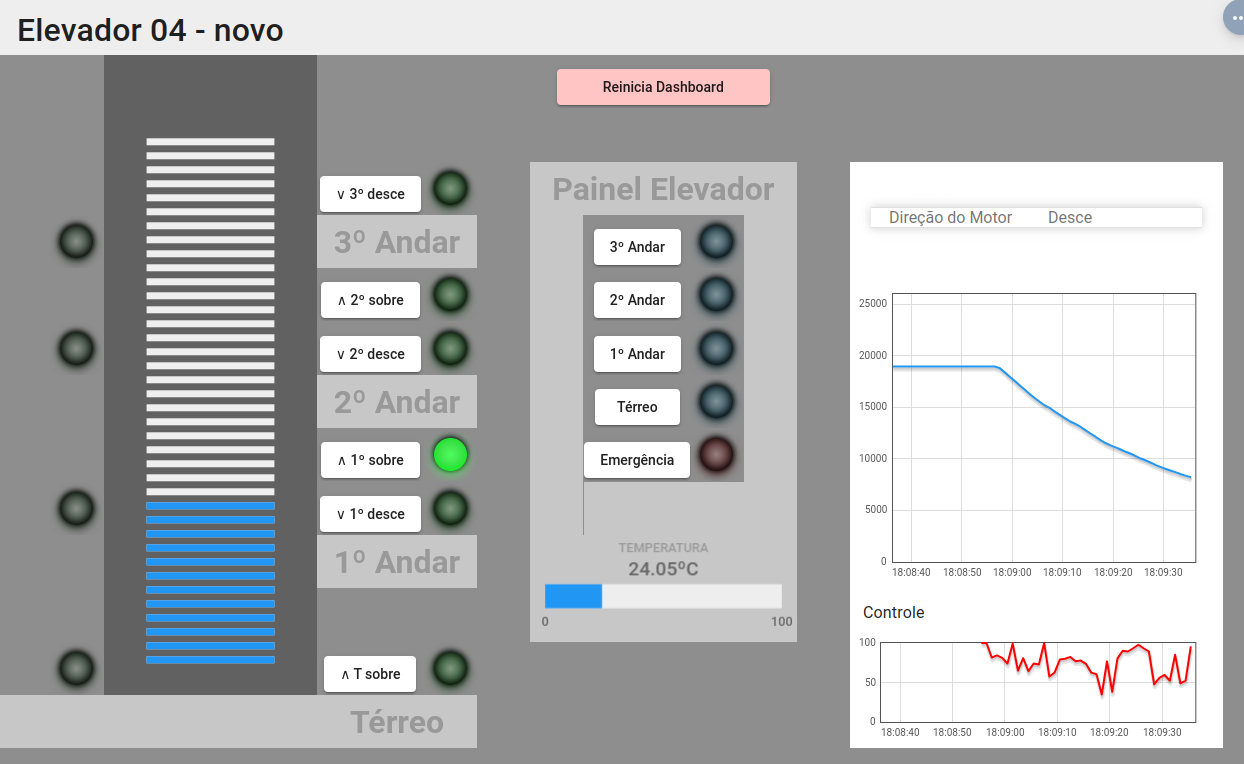 Elevador 04 - novo
Reinicia Dashboard
∨ 3º desce
3º Andar
∧ 2º sobre
∨ 2º desce
2º Andar
∧ 1º sobre
∨ 1º desce
1º Andar
∧ T sobre
Térreo
Painel Elevador
3º Andar
2º Andar
1º Andar
Térreo
Emergência
TEMPERATURA
24.05ºC
0 100
Direção do Motor Desce
25000
20000
15000
10000
5000
0
18:08:40 18:08:50 18:09:00 18:09:10 18:09:20 18:09:30
Controle
100
50
0
18:08:40 18:08:50 18:09:00 18:09:10 18:09:20 18:09:30